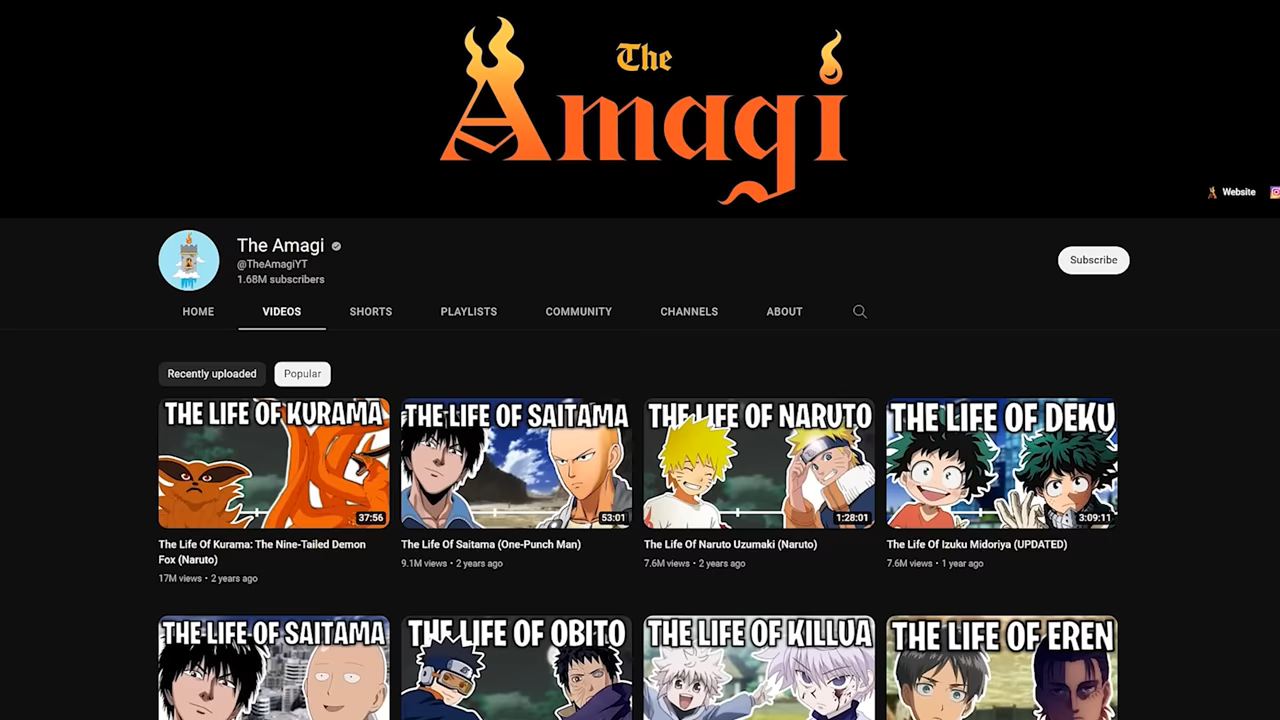 The
Amagi
Website
The Amagi
@TheAmagiYT
1.68M subscribers
Subscribe
HOME VIDEOS SHORTS PLAYLISTS COMMUNITY CHANNELS ABOUT
Recently uploaded Popular
THE LIFE OF KURAMA
37:56
The Life Of Kurama: The Nine-Tailed Demon
Fox (Naruto)
17M views • 2 years ago
THE LIFE OF SAITAMA
53:01
The Life Of Saitama (One-Punch Man)
9.1M views • 2 years ago
THE LIFE OF NARUTO
1:28:01
The Life Of Naruto Uzumaki (Naruto)
7.6M views • 2 years ago
THE LIFE OF DEKU
3:09:11
The Life Of Izuku Midoriya (UPDATED)
7.6M views • 1 year ago
THE LIFE OF SAITAMA
THE LIFE OF OBITO
THE LIFE OF KILLUA
THE LIFE OF EREN